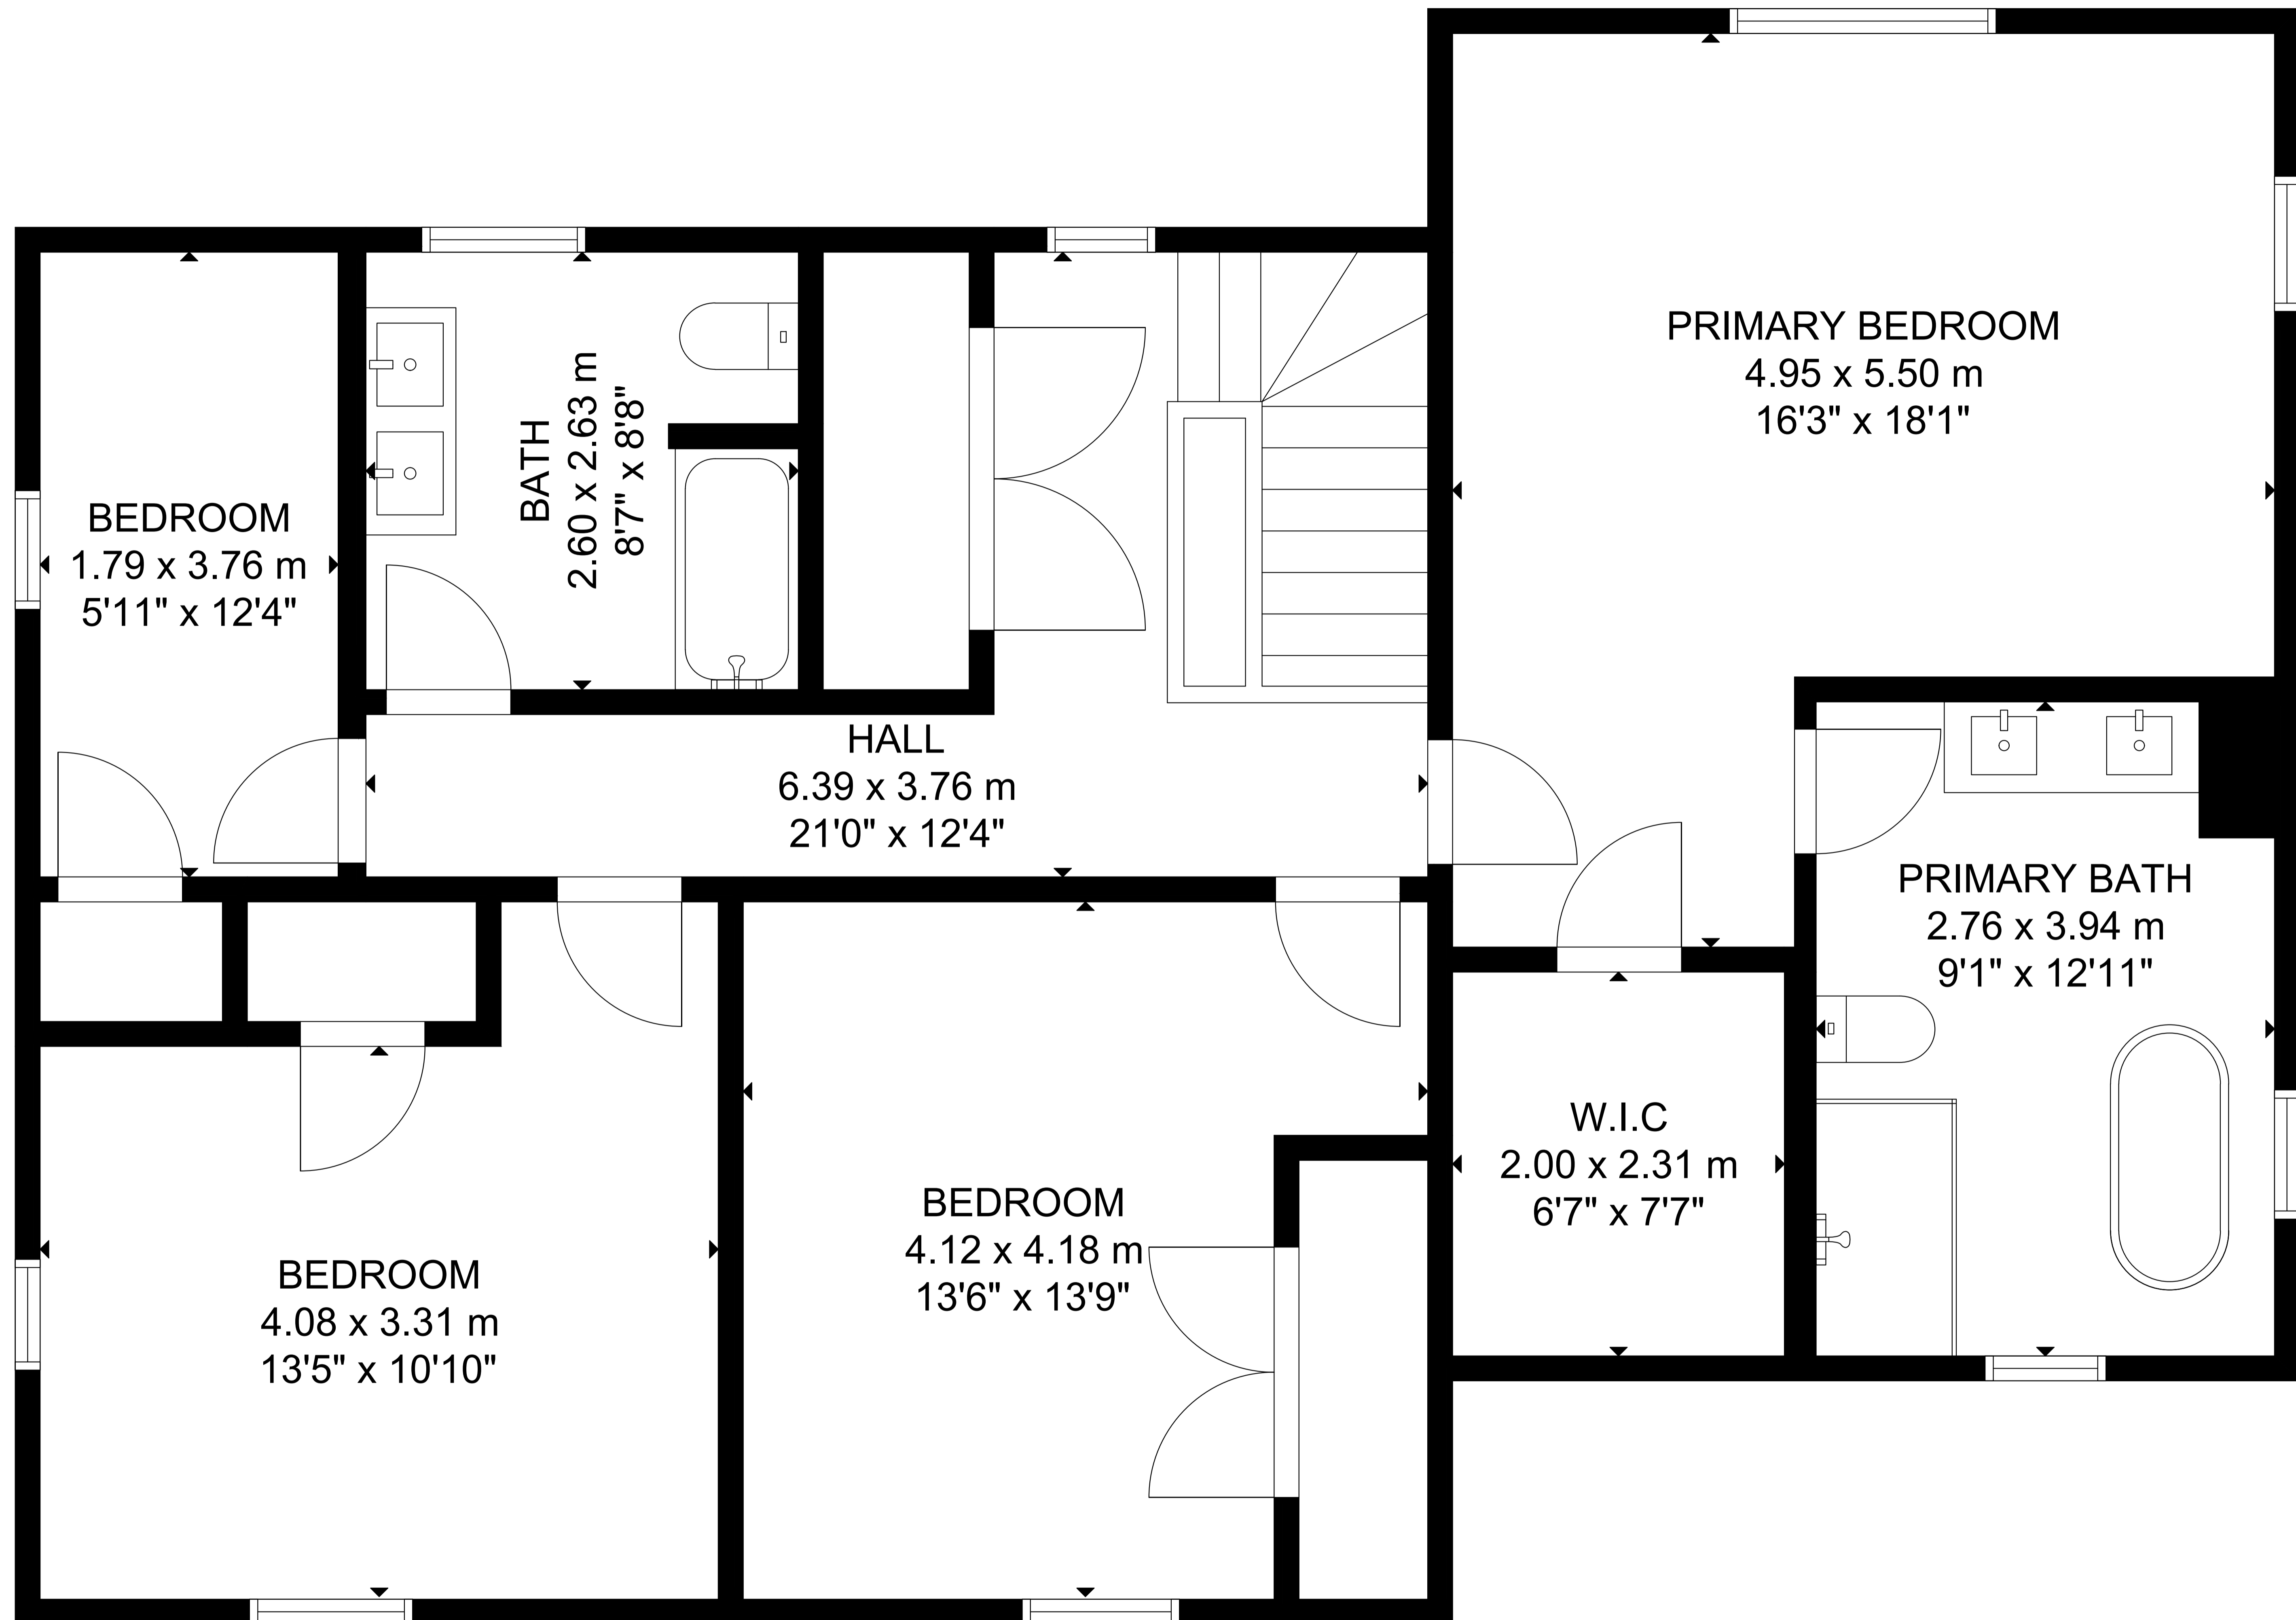 PRIMARY BEDROOM
4.95 x 5.50 m
16'3" x 18'1"
BATH
2.60 x 2.63 m
8'7" x 8'8"
BEDROOM
1.79 x 3.76 m
5'11" x 12'4"
HALL
6.39 x 3.76 m
21'0" x 12'4"
PRIMARY BATH
2.76 x 3.94 m
9'1" x 12'11"
W.I.C
2.00 x 2.31 m
6'7" x 7'7"
BEDROOM
4.12 x 4.18 m
13'6" x 13'9"
BEDROOM
4.08 x 3.31 m
13'5" x 10'10"